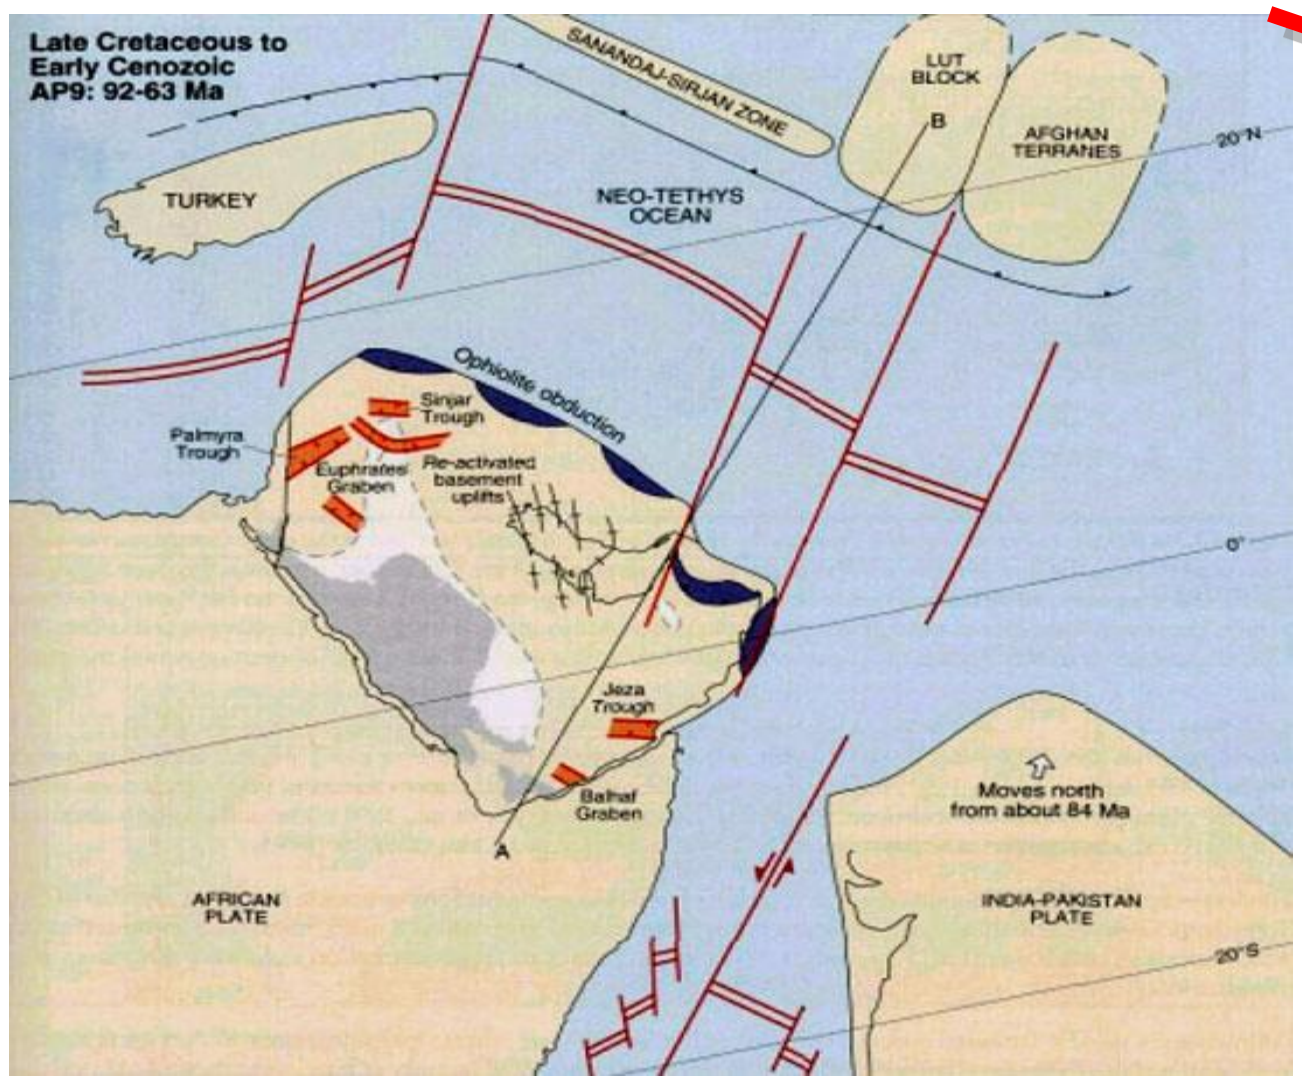 Late Cretaceous to
Early Cenozoic
AP9: 92-63 Ma
SANANDAJ-SIRJAN ZONE
LUT
BLOCK
B
AFGHAN
TERRANES
20°N
TURKEY
NEO-TETHYS
OCEAN
Ophiolite obduction
Sinjar
Trough
Palmyra
Trough
Euphrates
Graben
Re-activated
basement
uplifts
0°
Jeza
Trough
Balhaf
Graben
A
Moves north
from about 84 Ma
AFRICAN
PLATE
INDIA-PAKISTAN
PLATE
20°S